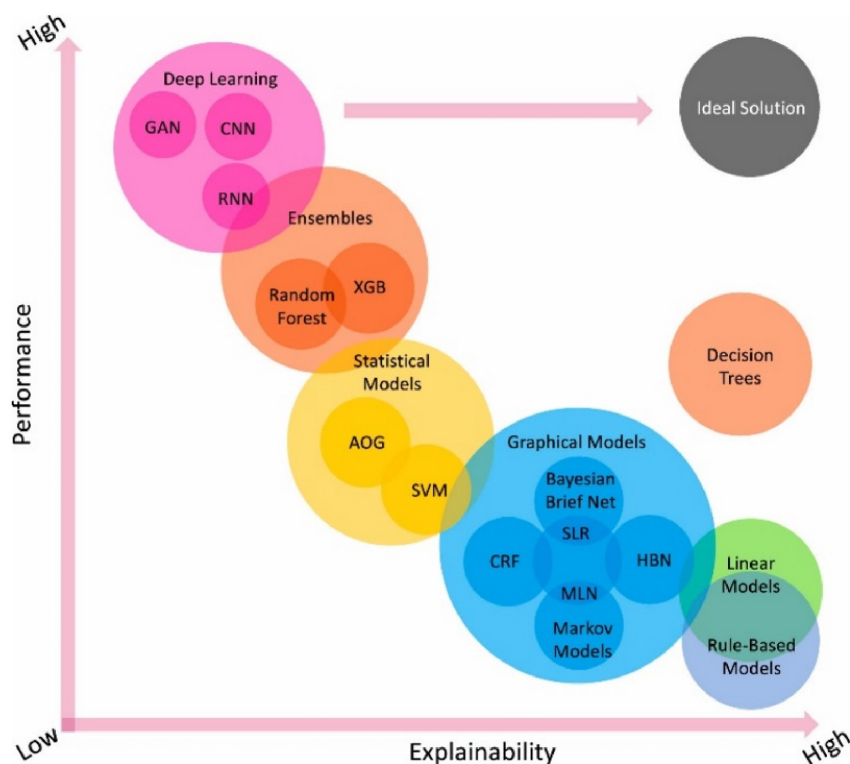 High
Deep Learning
GAN
CNN
RNN
Ideal Solution
Ensembles
Random
Forest
XGB
Statistical
Models
AOG
SVM
Decision
Trees
Graphical Models
Bayesian
Brief Net
SLR
CRF
HBN
MLN
Markov
Models
Linear
Models
Rule-Based
Models
Performance
Low
Explainability
High